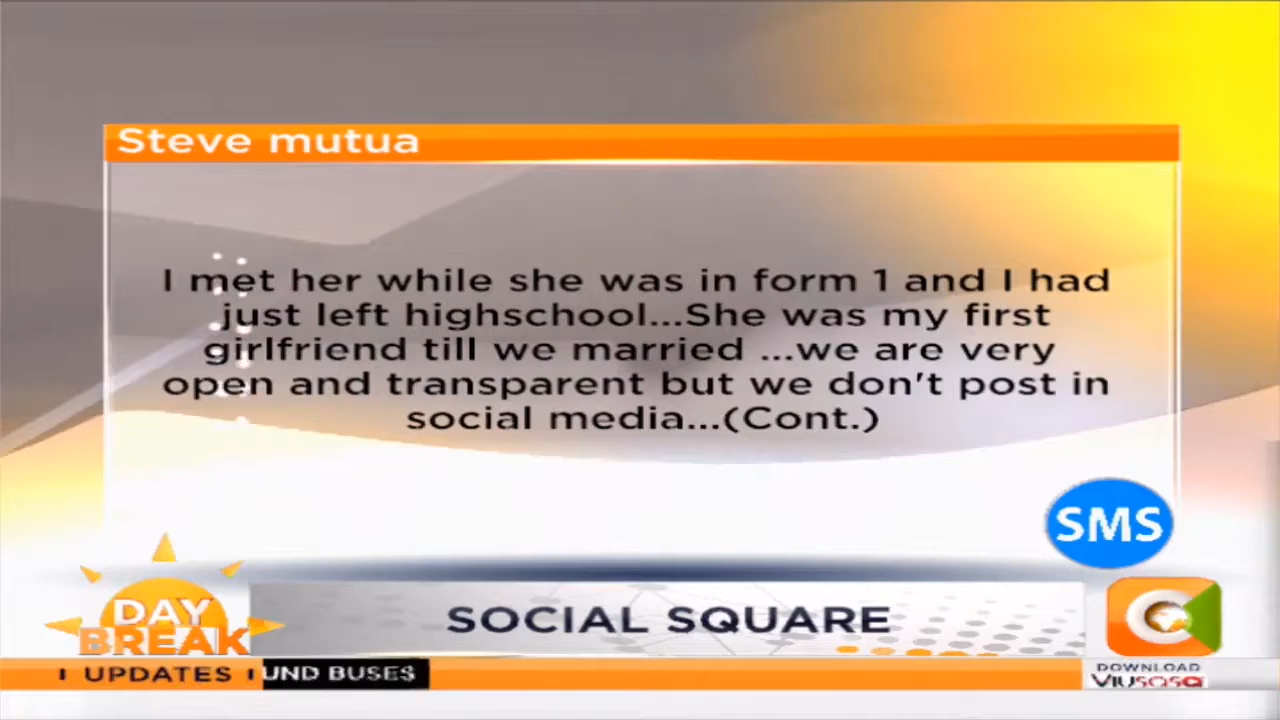 Steve mutua
I met her while she was in form 1 and I had
just left highschool...She was my first
girlfriend till we married ...we are very
open and transparent but we don't post in
social media...(Cont.)
SMS
DAY
BREAK
SOCIAL SQUARE
UPDATES
UND BUSES
DOWNLOAD
VIUSASA